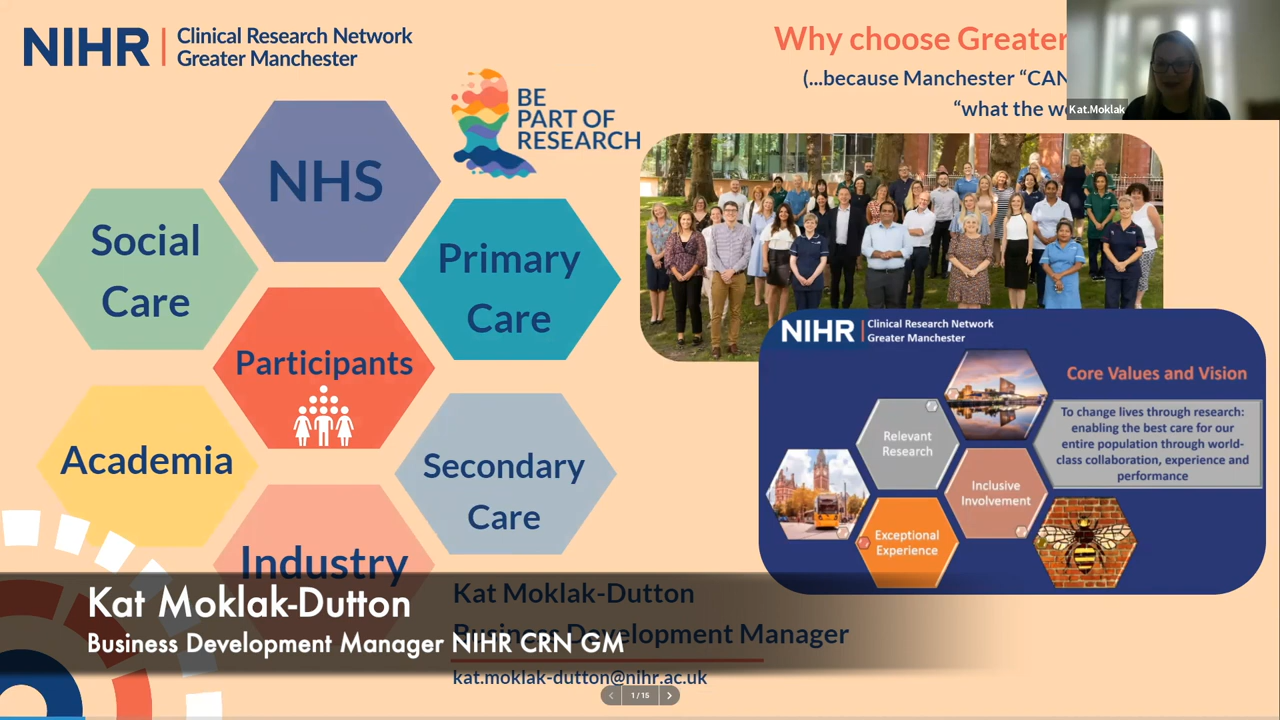 NIHR
Clinical Research Network
Greater Manchester
Why choose Greater
(...because Manchester “CAN
“what the
Kat.Moklak
BE
PART OF
RESEARCH
NHS
Social
Care
Primary
Care
Participants
Academia
Secondary
Care
Industry
NIHR
Clinical Research Network
Greater Manchester
Core Values and Vision
To change lives through research:
enabling the best care for our
entire population through world-
class collaboration, experience and
performance
Relevant
Research
Inclusive
Involvement
Exceptional
Experience
Kat Moklak-Dutton
Business Development Manager
kat.moklak-dutton@nihr.ac.uk
Kat Moklak-Dutton
Business Development Manager NIHR CRN GM
1 / 15